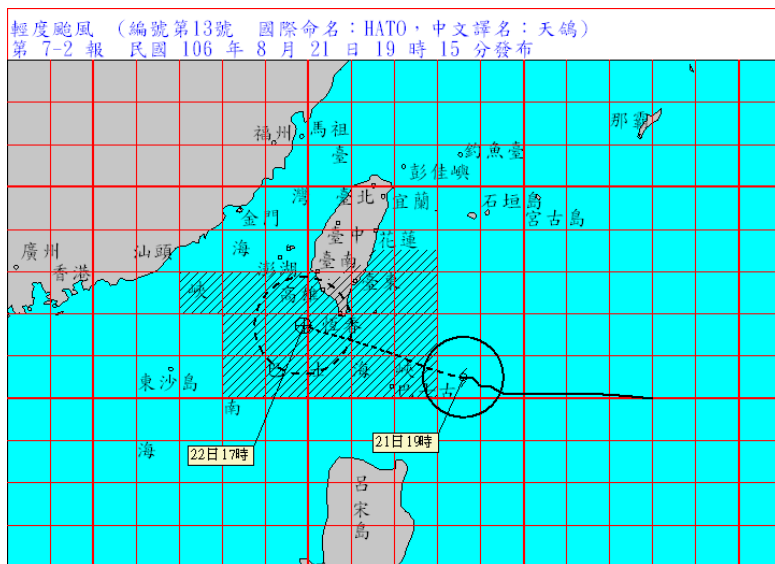 輕度颱風 (編號第13號 國際命名:HATO,中文譯名:天鴿)
第 7-2 報 民國 106 年 8 月 21 日 19 時 15 分發布
那霸
福州
馬祖
臺
釣魚臺
彭佳嶼
灣
臺北
宜蘭
石垣島
宮古島
金門
臺中
花蓮
海
廣州
汕頭
香港
澎湖
臺南
臺東
峽
高雄
恆春
巴
士
海
峽
東沙島
巴士古
南
21日19時
22日17時
海
呂
宋
島